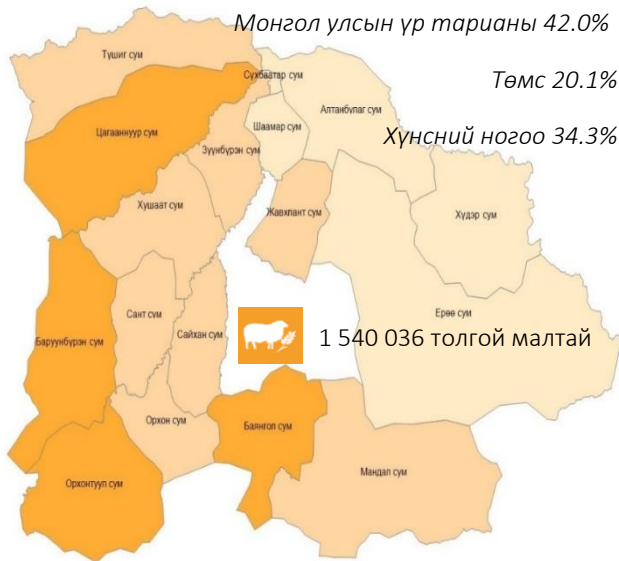 Монгол улсын үр тарианы 42.0%
Түшиг сум
Сүхбаатар сум
Төмс 20.1%
Алтанбулаг сум
Цагааннуур сум
Шаамар сум
Хүнсний ногоо 34.3%
Зүүнбүрэн сум
Хушаат сум
Жавхлант сум
Хүдэр сум
Сант сум
Ерөө сум
Сайхан сум
1 540 036 толгой малтай
Баруунбүрэн сум
Орхон сум
Баянгол сум
Мандал сум
Орхонтуул сум